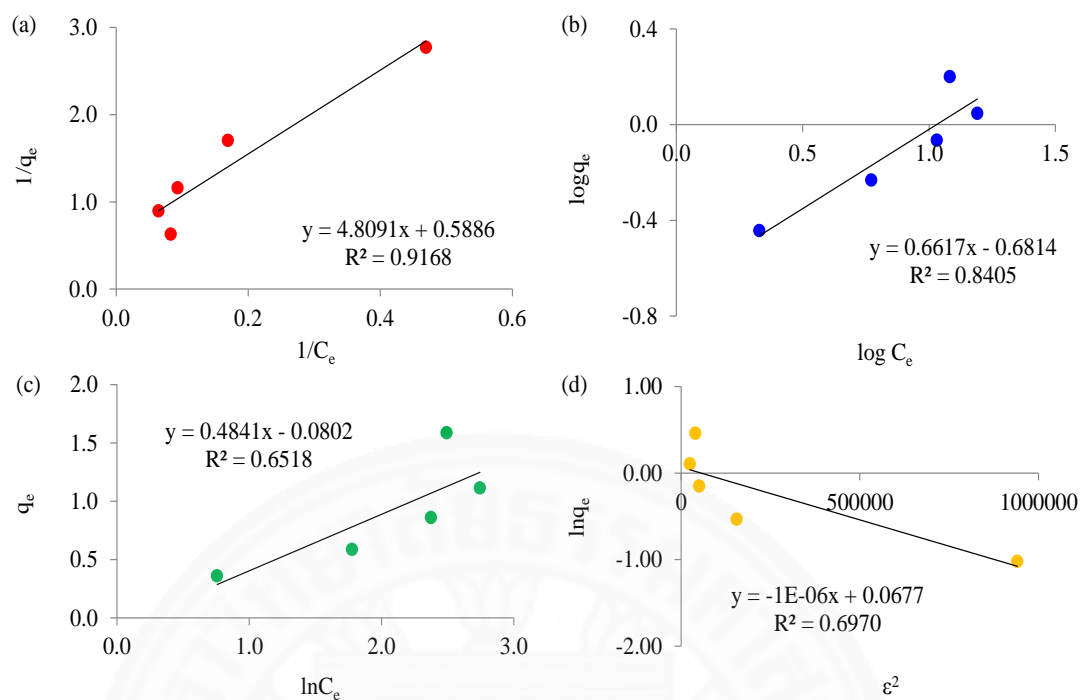 (a)
3.0
2.0
1.0
0.0
0.0
0.2
0.4
0.6
1/qₑ
1/Cₑ
y = 4.8091x + 0.5886
R² = 0.9168
(b)
0.4
0.0
-0.4
-0.8
0.0
0.5
1.0
1.5
logqₑ
log Cₑ
y = 0.6617x - 0.6814
R² = 0.8405
(c)
2.0
1.5
1.0
0.5
0.0
0.0
1.0
2.0
3.0
qₑ
lnCₑ
y = 0.4841x - 0.0802
R² = 0.6518
(d)
1.00
0.00
-1.00
-2.00
0
500000
1000000
lnqₑ
ε²
y = -1E-06x + 0.0677
R² = 0.6970